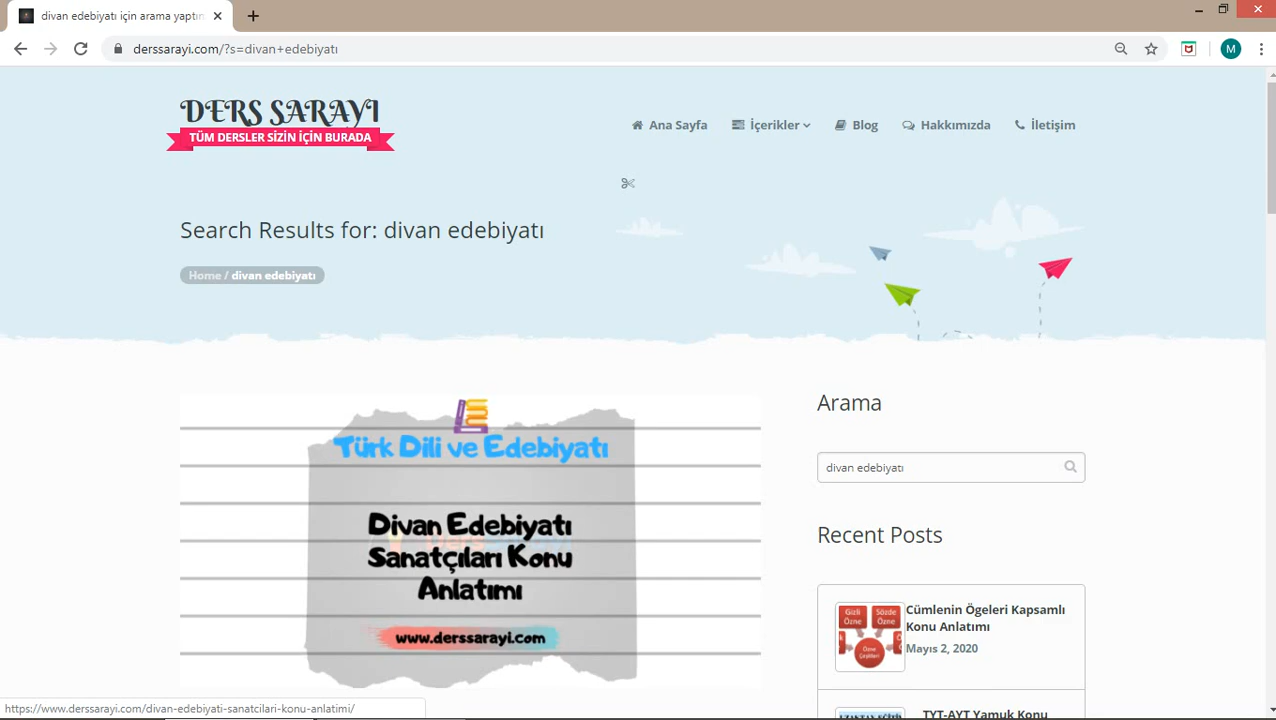 divan edebiyatı için arama yaptın
derssarayi.com/?s=divan+edebiyatı
M
DERS SARAYI
TÜM DERSLER SİZİN İÇİN BURADA
Ana Sayfa
İçerikler
Blog
Hakkımızda
İletişim
Search Results for: divan edebiyatı
Home / divan edebiyatı
Türk Dili ve Edebiyatı
Divan Edebiyatı
Sanatçıları Konu
Anlatımı
www.derssarayi.com
Arama
divan edebiyatı
Recent Posts
Gizli Özne
Sözde Özne
Özne Çeşitleri
Cümlenin Ögeleri Kapsamlı
Konu Anlatımı
Mayıs 2, 2020
TYT-AYT Yamuk Konu
https://www.derssarayi.com/divan-edebiyati-sanatcilari-konu-anlatimi/